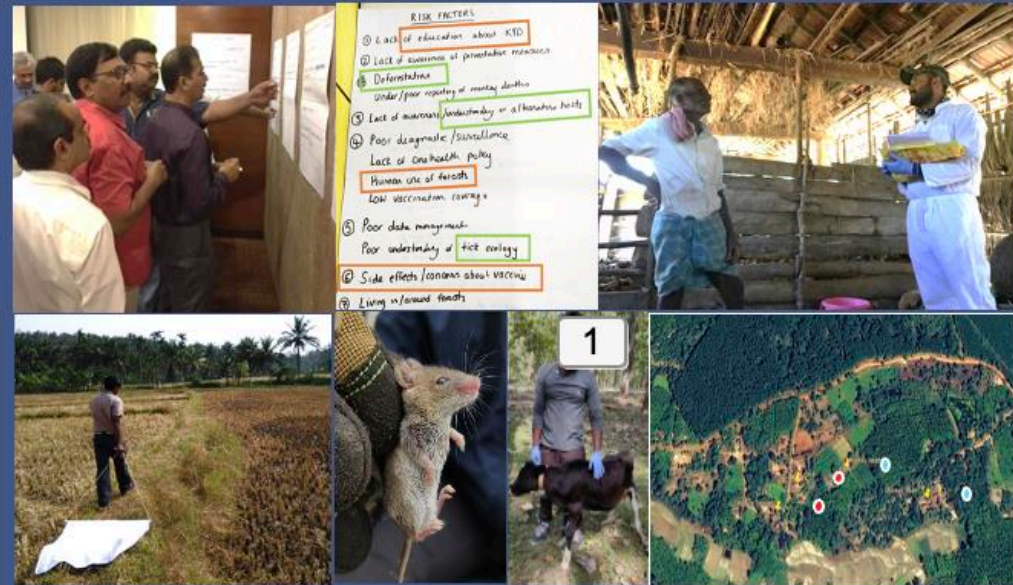 RISK FACTORS
① Lack of education about KFD
② Lack of awareness of preventative measures
③ Deforestation
Under/poor reporting of monkey deaths
③ Lack of awareness/understanding of alternative hosts
④ Poor diagnostic/surveillance
Lack of one health policy
Human use of forests
Low vaccination coverage
⑤ Poor data management
Poor understanding of tick ecology
⑥ Side effects/concerns about vaccine
⑦ Living in/around forests
1